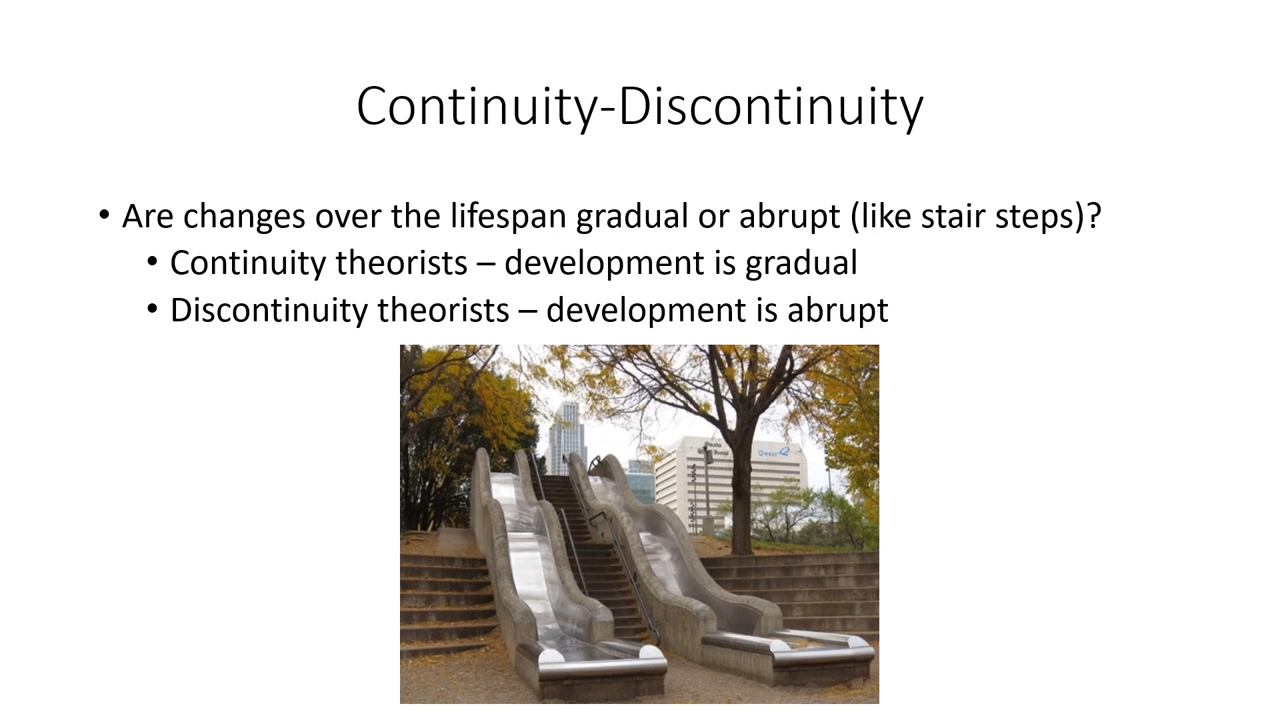 Continuity-Discontinuity
• Are changes over the lifespan gradual or abrupt (like stair steps)?
• Continuity theorists – development is gradual
• Discontinuity theorists – development is abrupt
Qwest